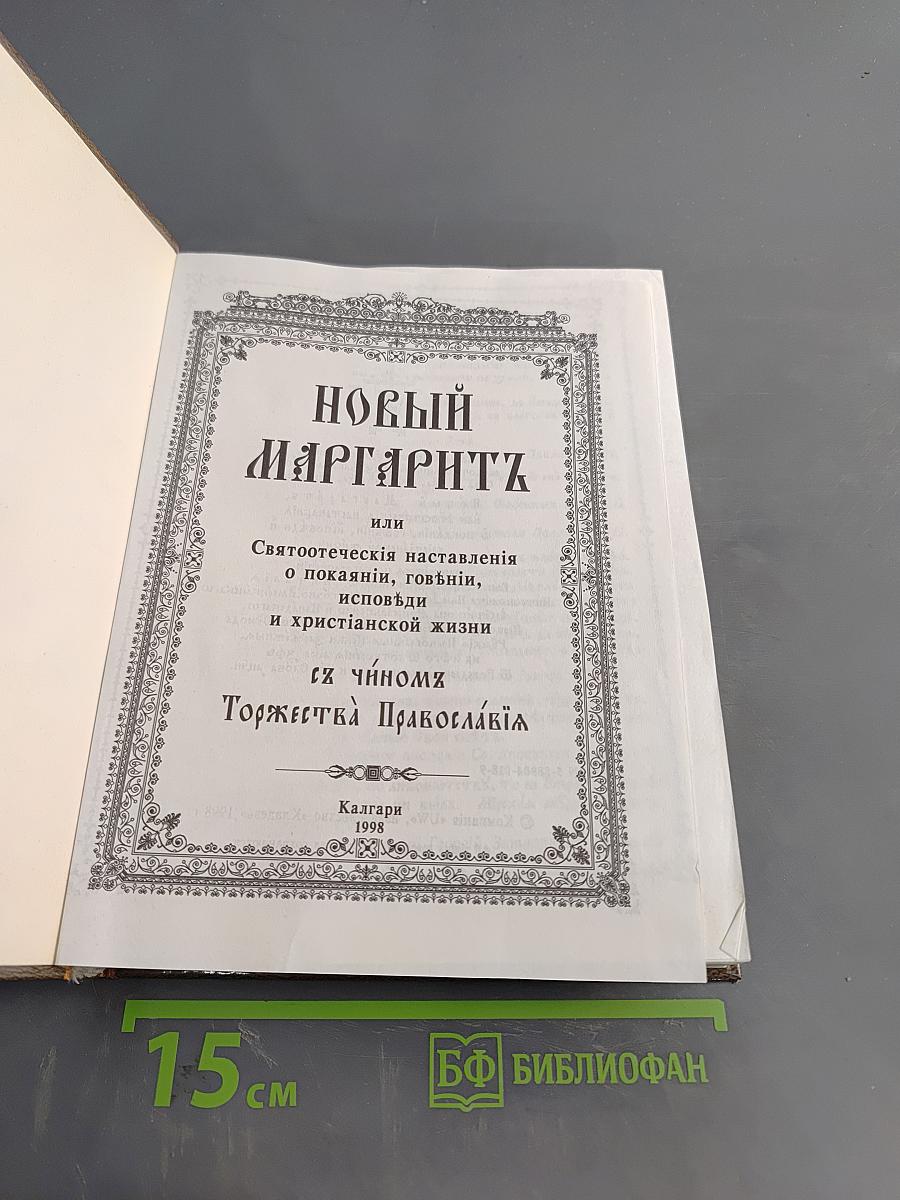 НОВЫЙ
МАРГАРИТЪ
или
Святоотеческія наставленія
о покаяніи, говѣніи,
исповѣди
и христіанской жизни
съ чи́номъ
Торжества̀ Правосла́вїѧ
Калгари
1998
15 см
БФ БИБЛИОФАН